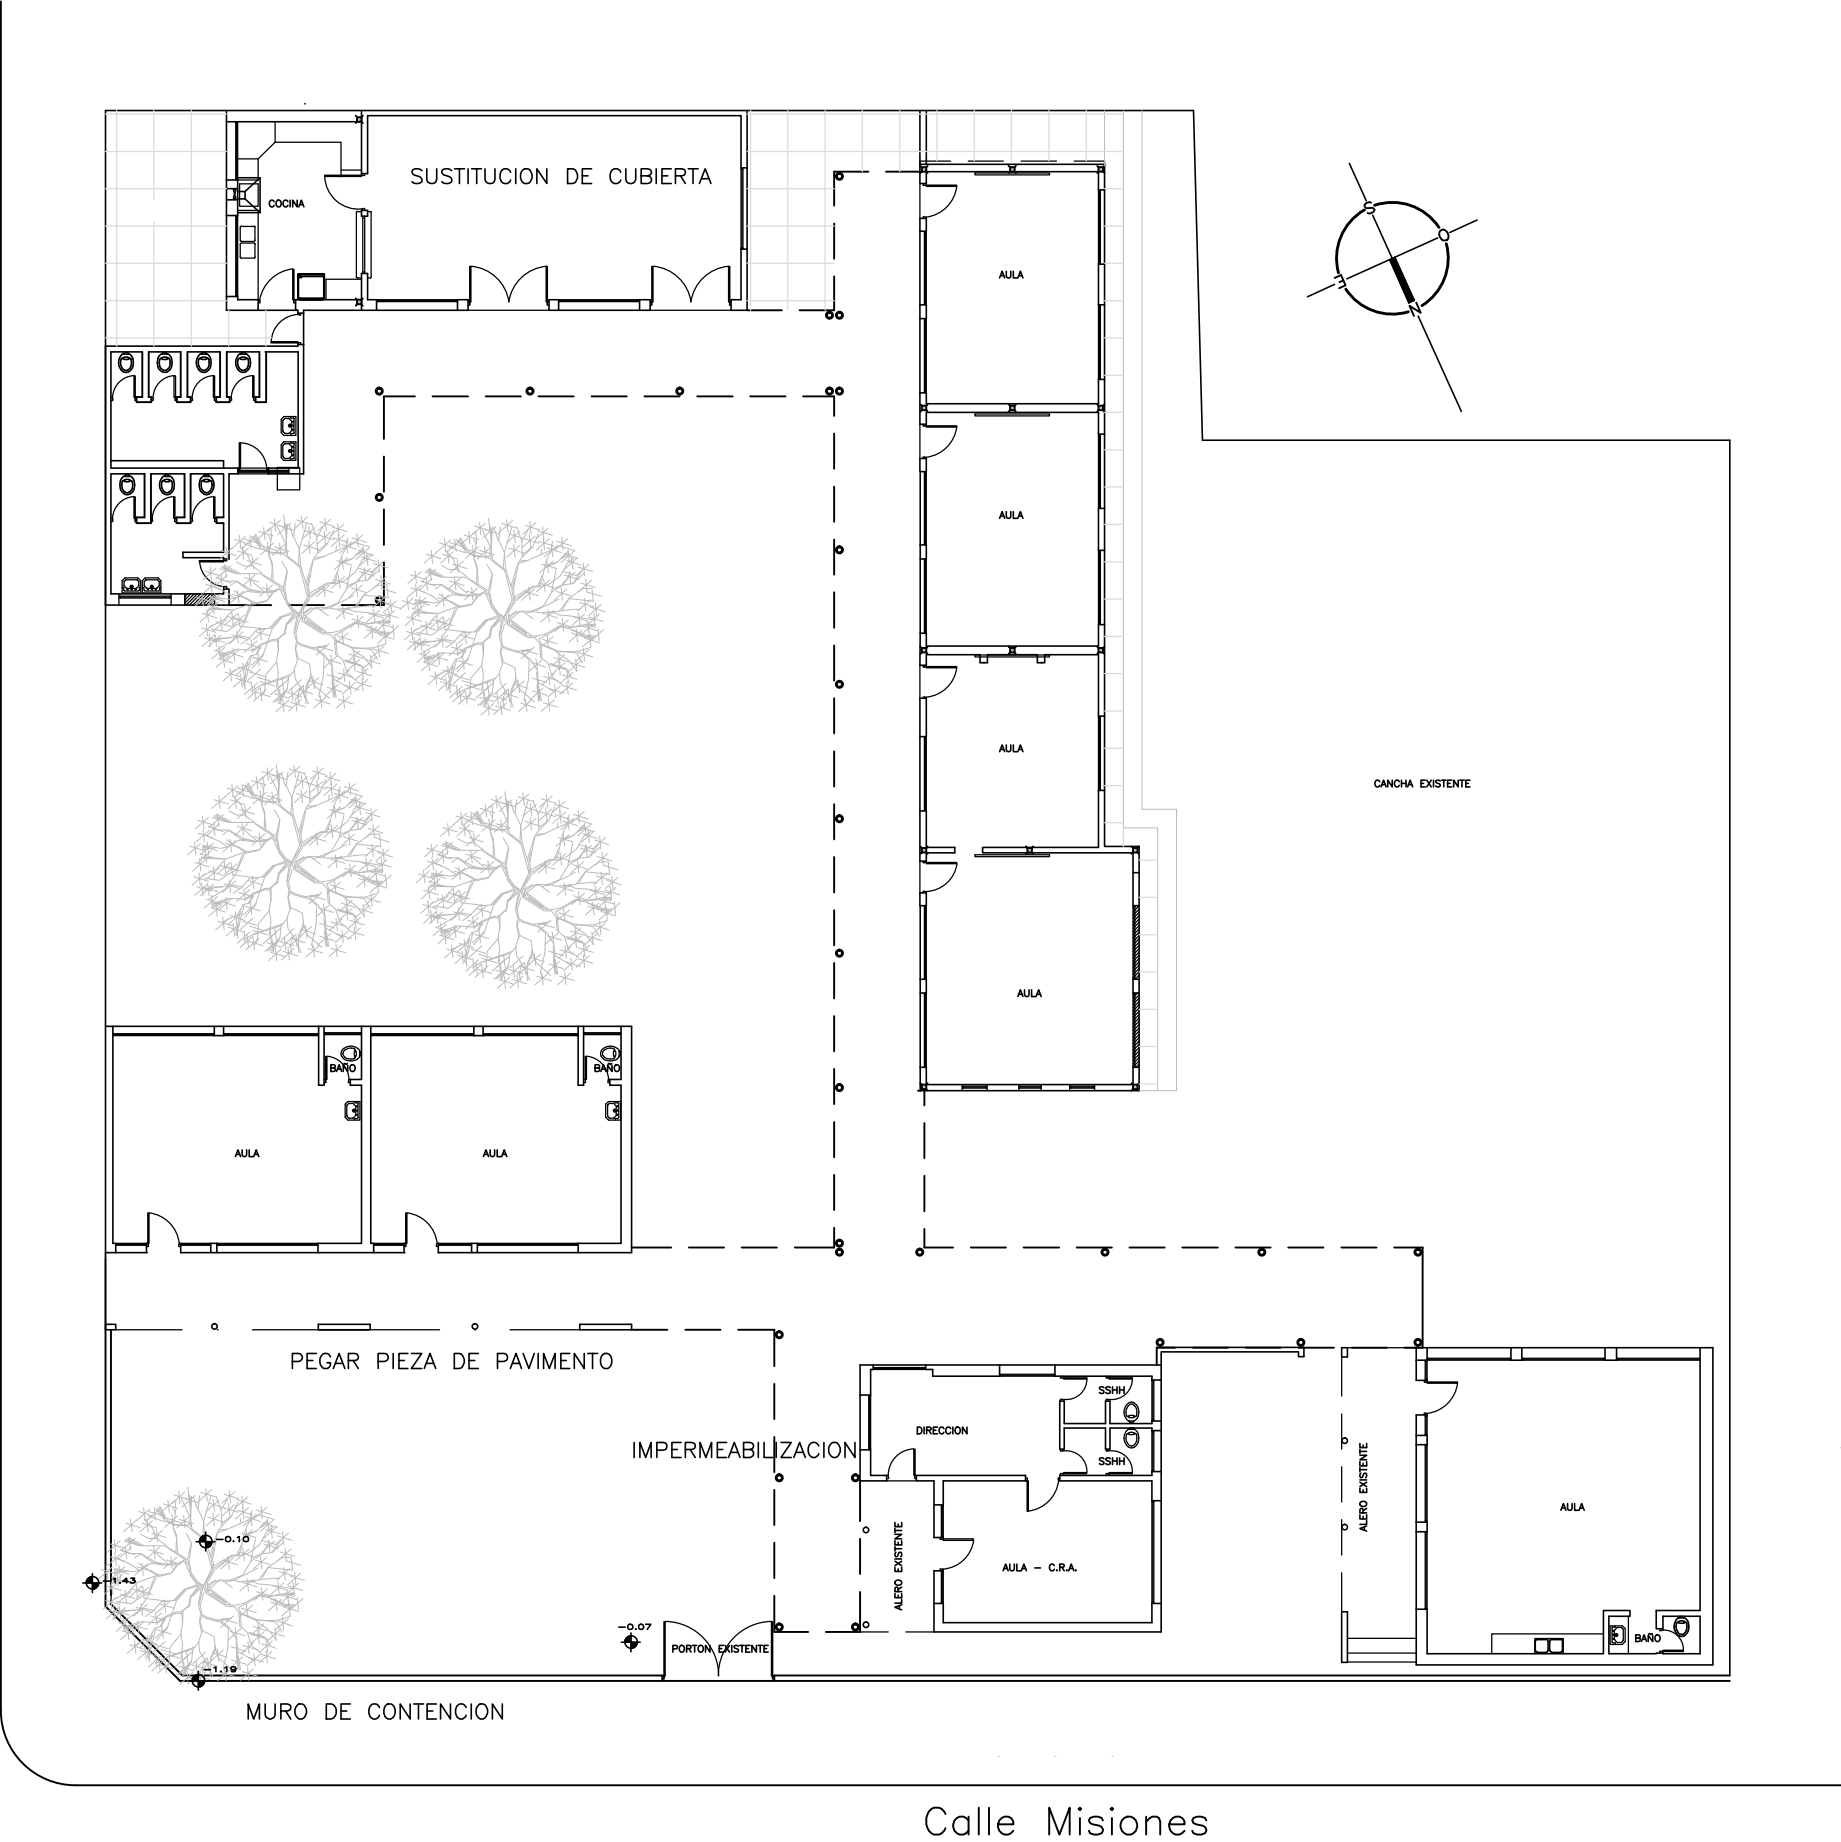 SUSTITUCION DE CUBIERTA
COCINA
S
O
E
N
AULA
AULA
AULA
CANCHA EXISTENTE
AULA
BAÑO
BAÑO
AULA
AULA
PEGAR PIEZA DE PAVIMENTO
SSHH
DIRECCION
IMPERMEABILIZACION
SSHH
ALERO EXISTENTE
AULA
-0.10
ALERO EXISTENTE
AULA - C.R.A.
-1.43
-0.07
PORTON EXISTENTE
BAÑO
-1.19
MURO DE CONTENCION
Calle Misiones